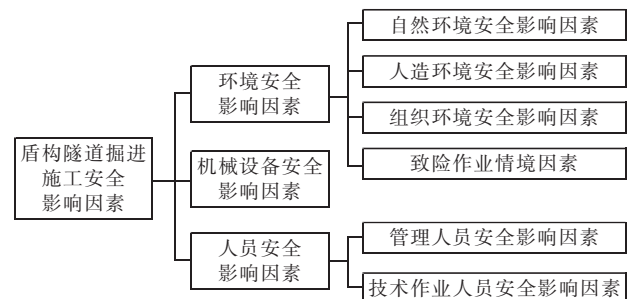 盾构隧道掘进
施工安全
影响因素
环境安全
影响因素
机械设备安全
影响因素
人员安全
影响因素
自然环境安全影响因素
人造环境安全影响因素
组织环境安全影响因素
致险作业情境因素
管理人员安全影响因素
技术作业人员安全影响因素